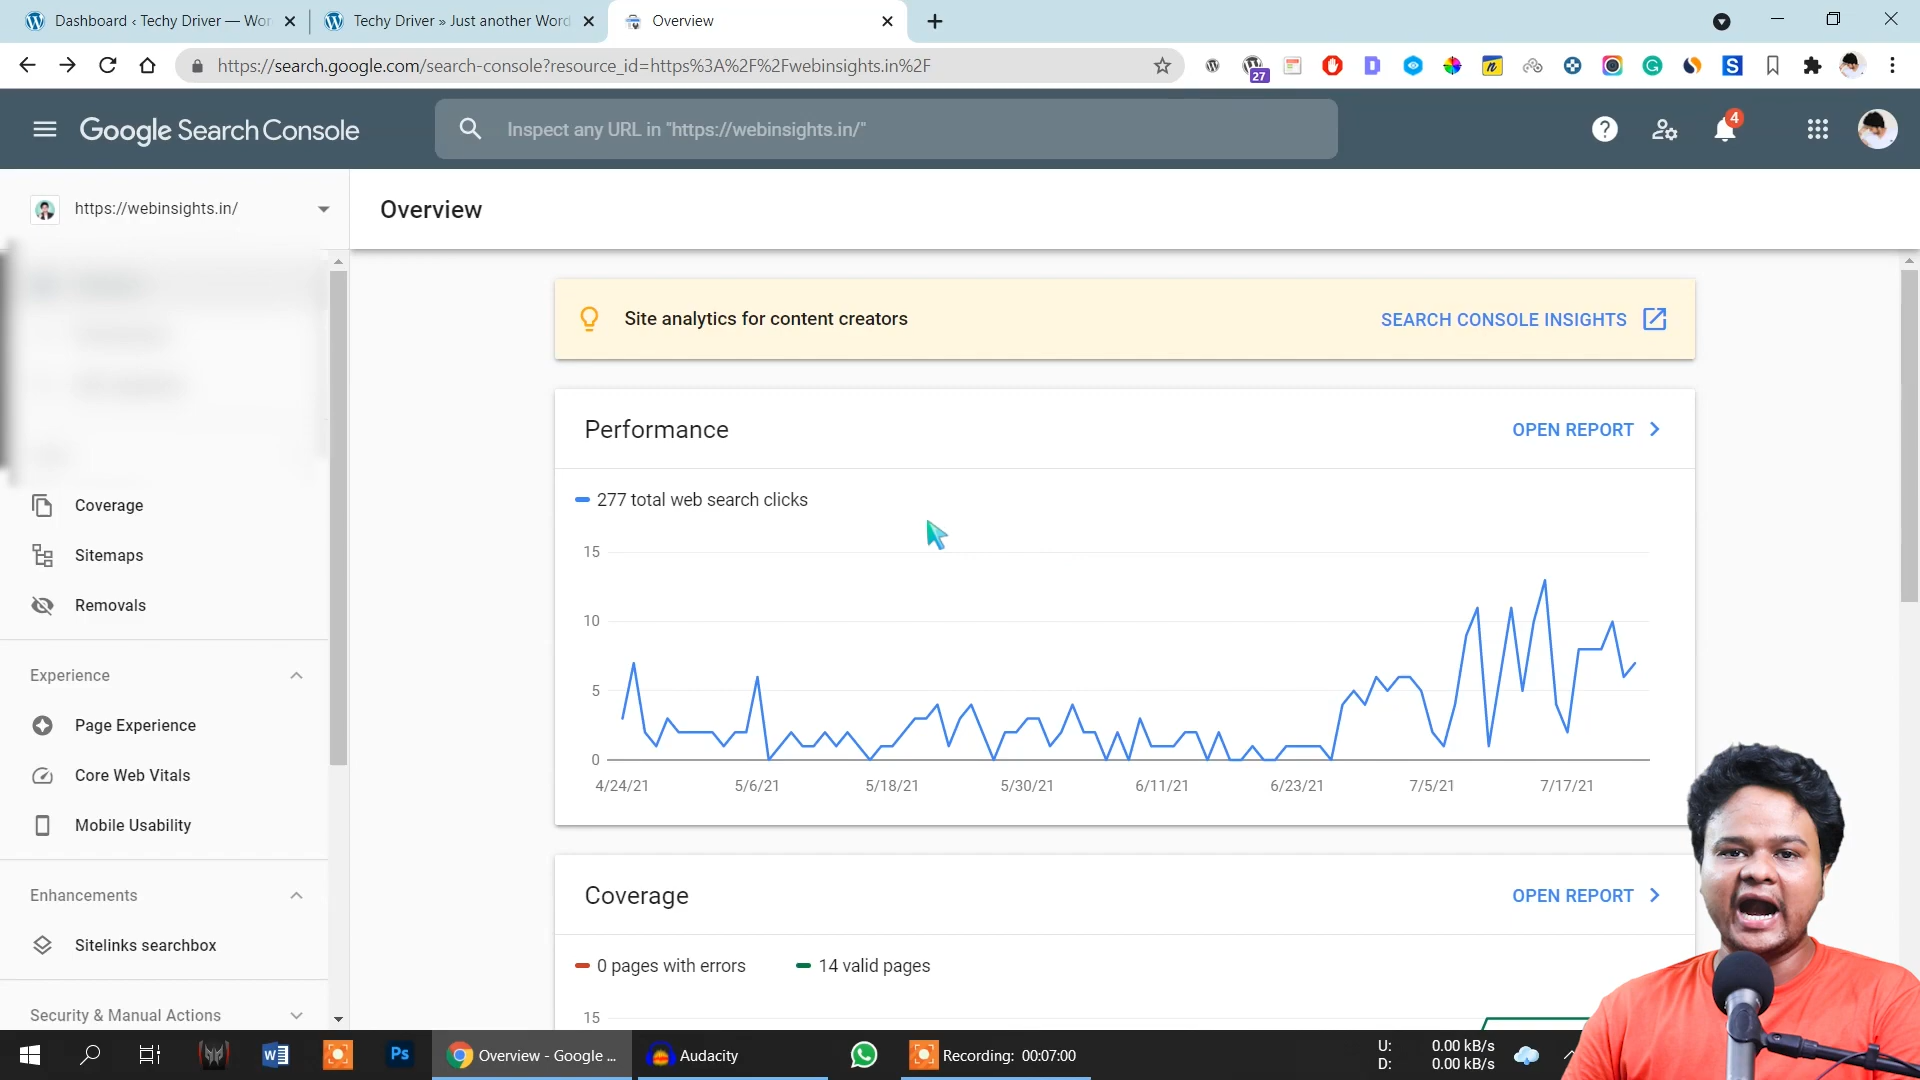 Dashboard ‹ Techy Driver — Wor
Techy Driver » Just another Word
Overview
https://search.google.com/search-console?resource_id=https%3A%2F%2Fwebinsights.in%2F
27
Google Search Console
Inspect any URL in "https://webinsights.in/"
4
https://webinsights.in/
Overview
Site analytics for content creators
SEARCH CONSOLE INSIGHTS
Performance
OPEN REPORT
277 total web search clicks
15
10
5
0
4/24/21 5/6/21 5/18/21 5/30/21 6/11/21 6/23/21 7/5/21 7/17/21
Coverage
Sitemaps
Removals
Experience
Page Experience
Core Web Vitals
Mobile Usability
Enhancements
Sitelinks searchbox
Security & Manual Actions
Coverage
OPEN REPORT
0 pages with errors
14 valid pages
15
Ps
Overview - Google ...
Audacity
Recording: 00:07:00
U: 0.00 kB/s
D: 0.00 kB/s